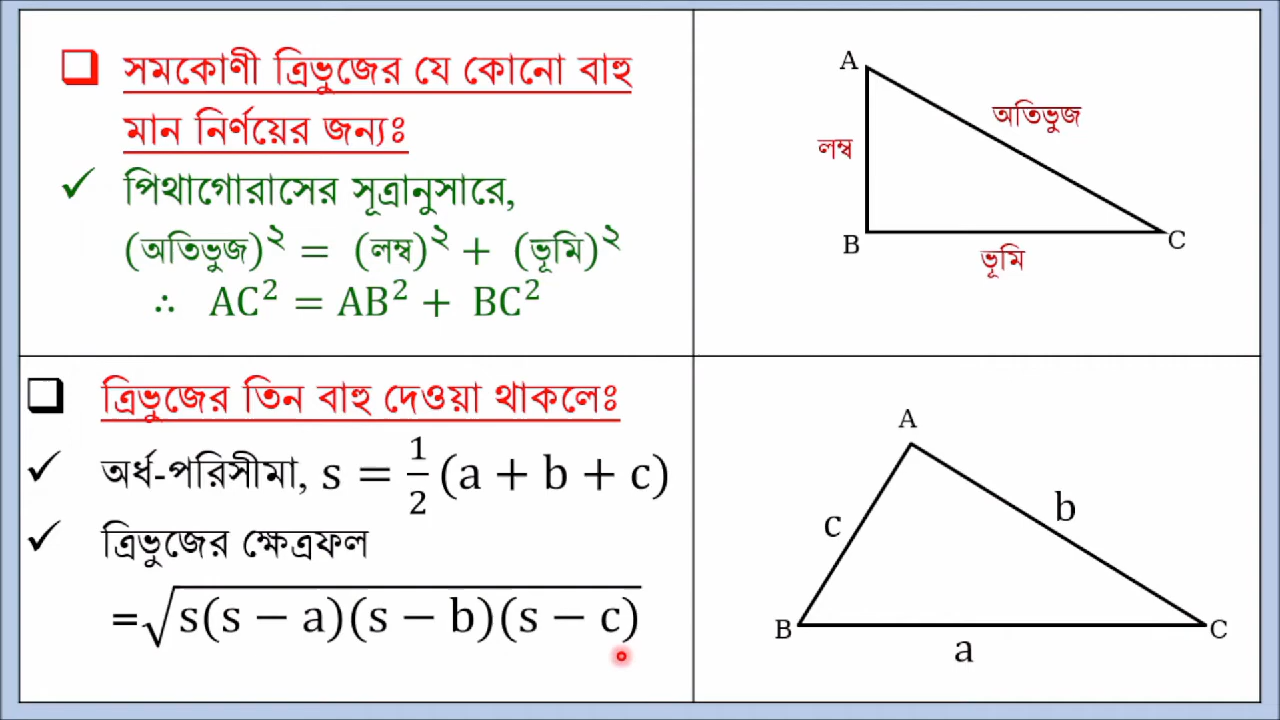 সমকোণী ত্রিভুজের যে কোনো বাহু
মান নির্ণয়ের জন্যঃ
পিথাগোরাসের সূত্রানুসারে,
(অতিভুজ)² = (লম্ব)² + (ভূমি)²
∴ AC² = AB² + BC²
A
অতিভুজ
লম্ব
B
C
ভূমি
ত্রিভুজের তিন বাহু দেওয়া থাকলেঃ
অর্ধ-পরিসীমা, s = 1/2 (a + b + c)
ত্রিভুজের ক্ষেত্রফল
=√s(s − a)(s − b)(s − c)
A
c
b
B
C
a